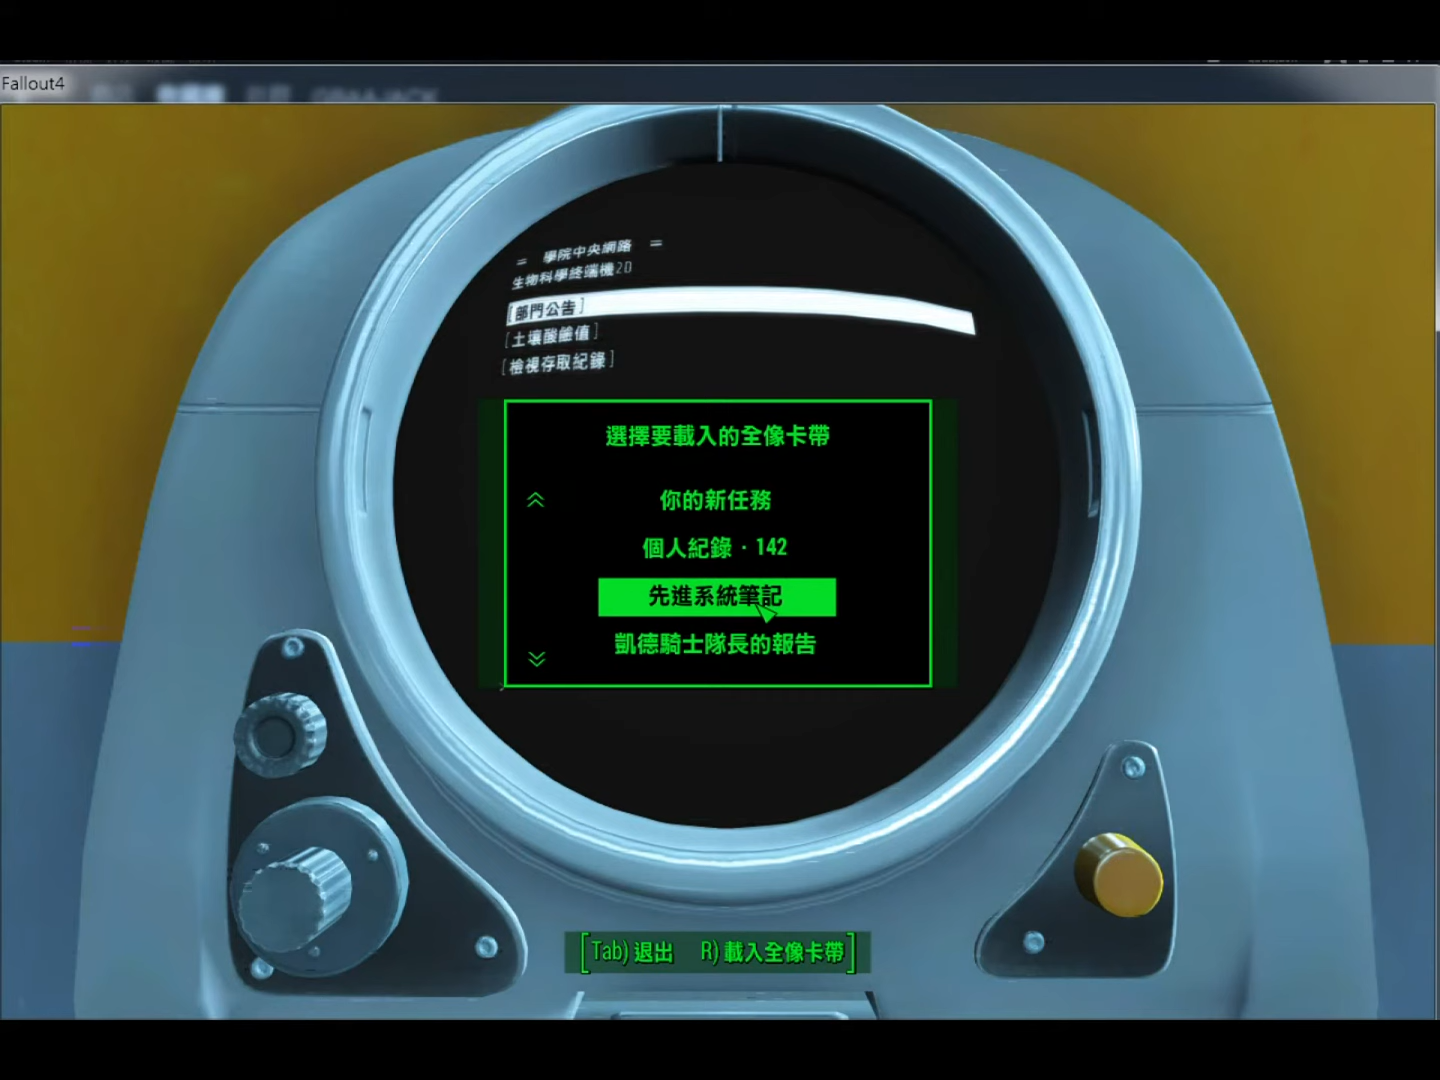 Fallout4
= 學院中央網路 =
生物科學終端機2D
[部門公告]
[土壤酸鹼值]
[檢視存取紀錄]
選擇要載入的全像卡帶
你的新任務
個人紀錄·142
先進系統筆記
凱德騎士隊長的報告
[Tab) 退出 R) 載入全像卡帶]